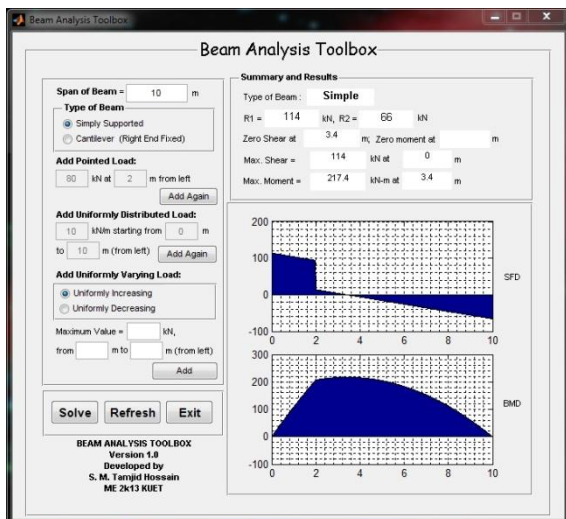 Beam Analysis Toolbox
Beam Analysis Toolbox
Span of Beam = 10 m
Type of Beam
Simply Supported
Cantilever (Right End Fixed)
Add Pointed Load:
80 kN at 2 m from left
Add Again
Add Uniformly Distributed Load:
10 kN/m starting from 0 m
to 10 m (from left) Add Again
Add Uniformly Varying Load:
Uniformly Increasing
Uniformly Decreasing
Maximum Value = kN,
from m to m (from left)
Add
Solve Refresh Exit
BEAM ANALYSIS TOOLBOX
Version 1.0
Developed by
S. M. Tamjid Hossain
ME 2k13 KUET
Summary and Results
Type of Beam : Simple
R1 = 114 kN, R2 = 66 kN
Zero Shear at 3.4 m; Zero moment at m
Max. Shear = 114 kN at 0 m
Max. Moment = 217.4 kN-m at 3.4 m
200
100
0
-100
0 2 4 6 8 10
SFD
300
200
100
0
-100
0 2 4 6 8 10
BMD